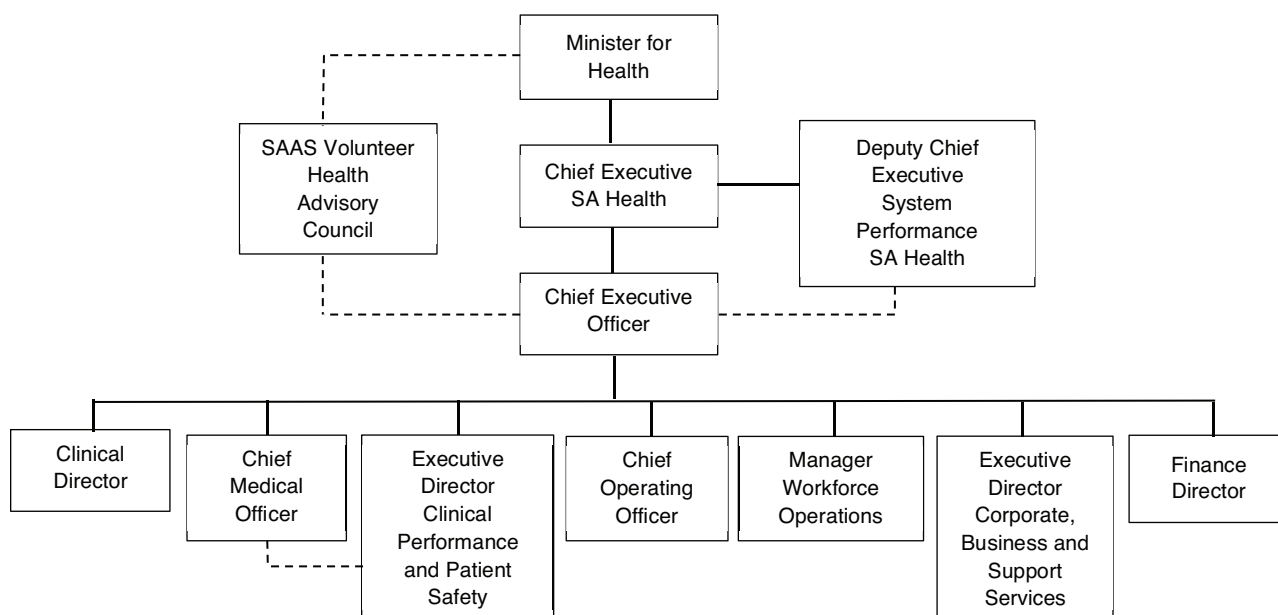 Minister for
Health
SAAS Volunteer
Health
Advisory
Council
Chief Executive
SA Health
Deputy Chief
Executive
System
Performance
SA Health
Chief Executive
Officer
Clinical
Director
Chief
Medical
Officer
Executive
Director
Clinical
Performance
and Patient
Safety
Chief
Operating
Officer
Manager
Workforce
Operations
Executive
Director
Corporate,
Business and
Support
Services
Finance
Director